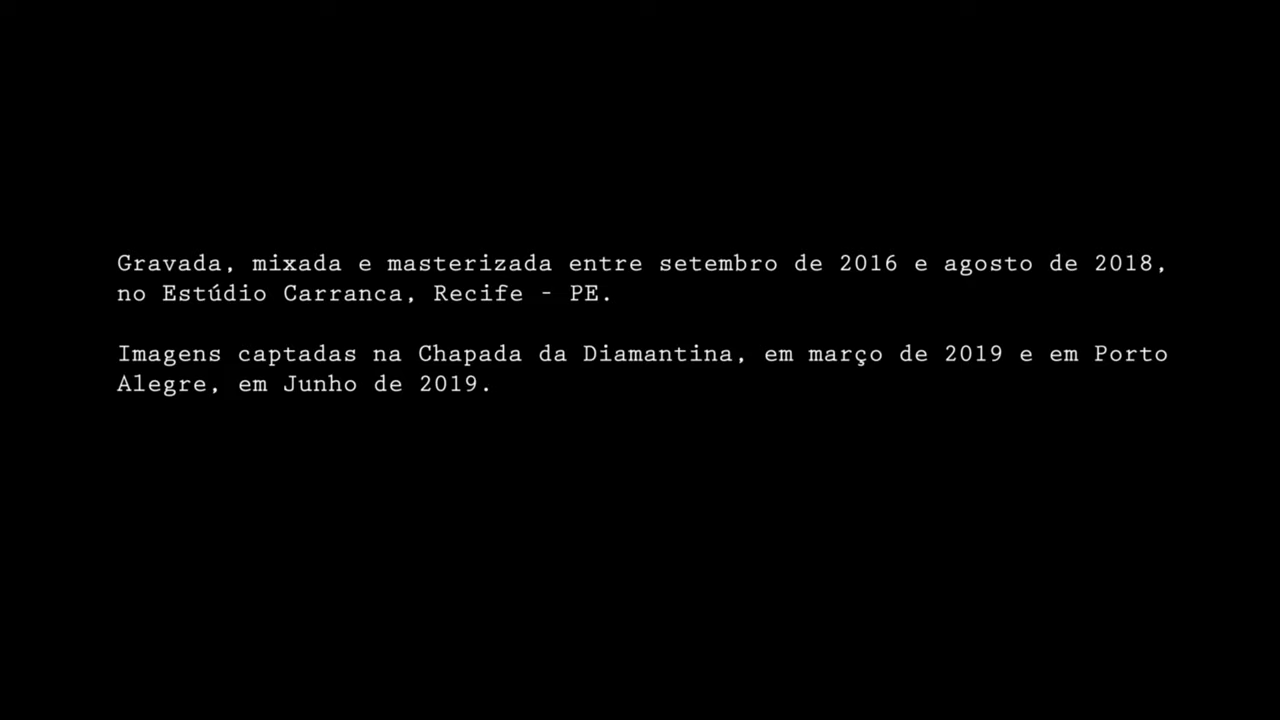 Gravada, mixada e masterizada entre setembro de 2016 e agosto de 2018,
no Estúdio Carranca, Recife - PE.
Imagens captadas na Chapada da Diamantina, em março de 2019 e em Porto
Alegre, em Junho de 2019.